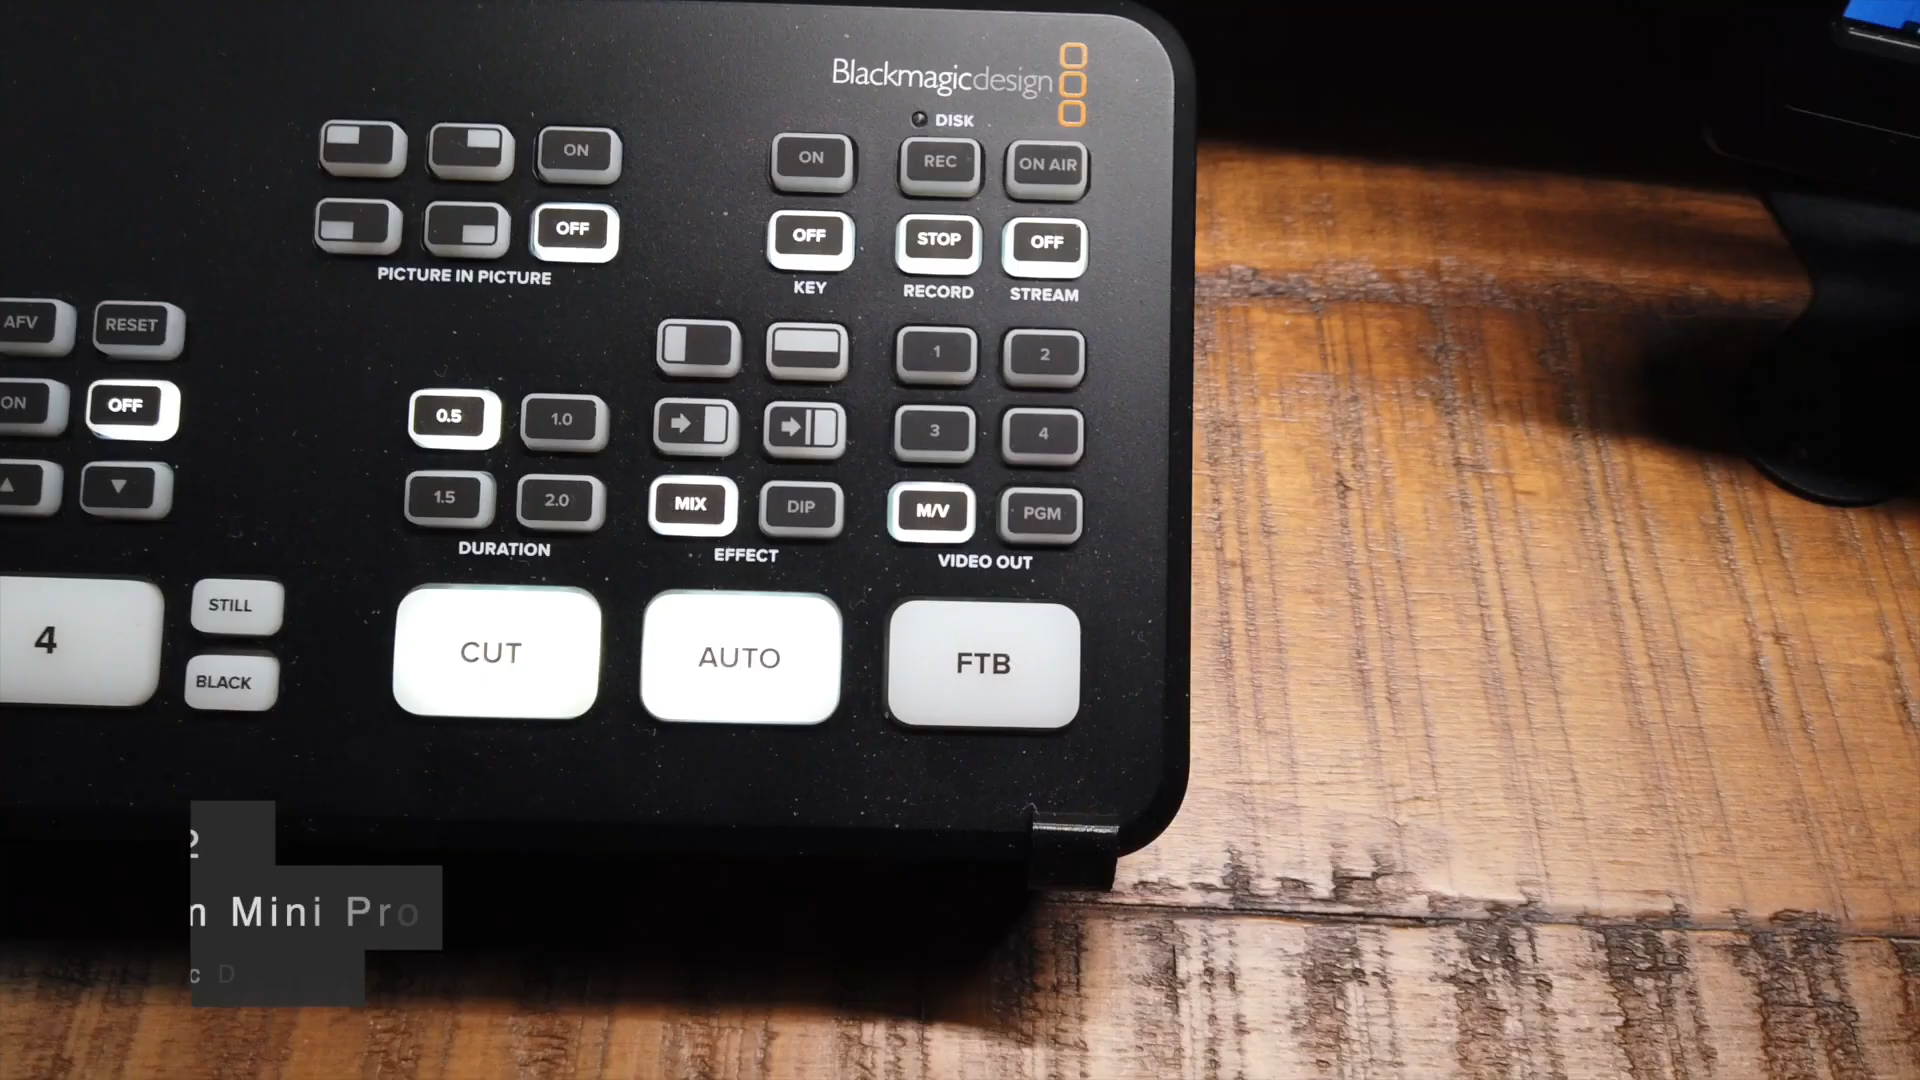 Blackmagicdesign
DISK
ON
ON
REC
ON AIR
OFF
OFF
STOP
OFF
PICTURE IN PICTURE
KEY
RECORD
STREAM
AFV
RESET
1
2
ON
OFF
0.5
1.0
3
4
1.5
2.0
MIX
DIP
M/V
PGM
DURATION
EFFECT
VIDEO OUT
4
STILL
BLACK
CUT
AUTO
FTB
2
m Mini Pro
c D